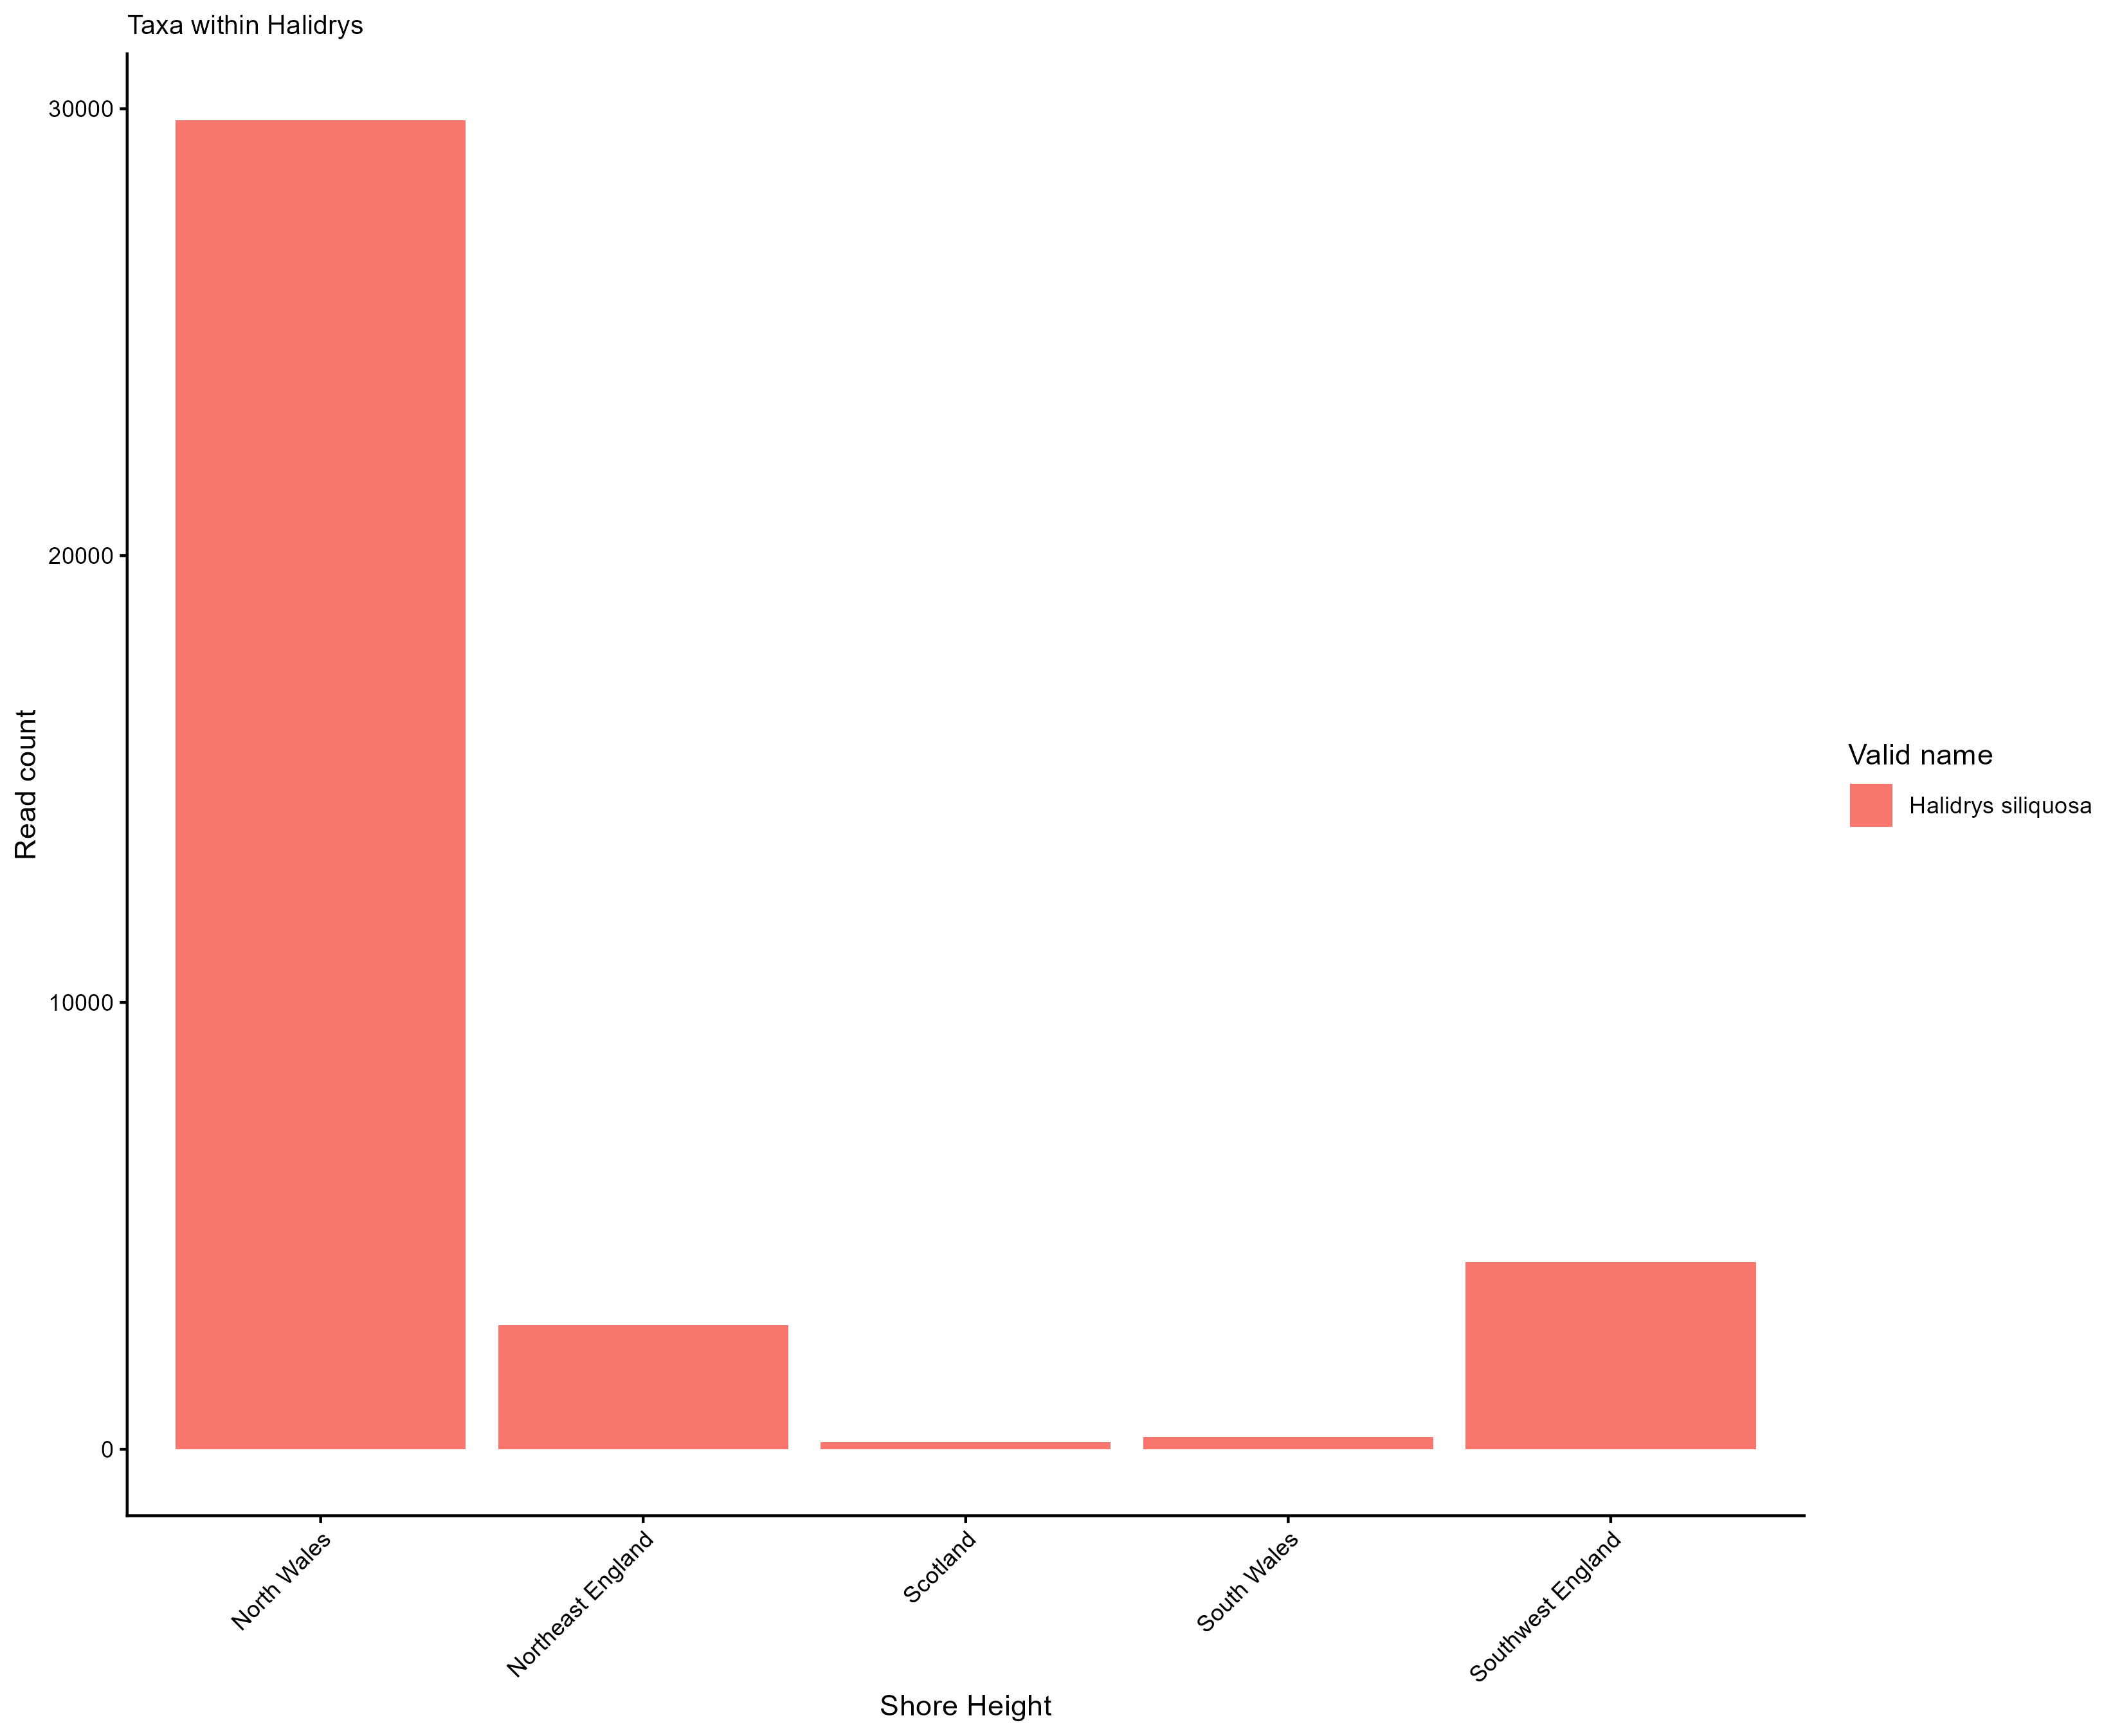 Taxa within Halidrys
30000
20000
10000
0
Read count
North Wales
Northeast England
Scotland
South Wales
Southwest England
Shore Height
Valid name
Halidrys siliquosa